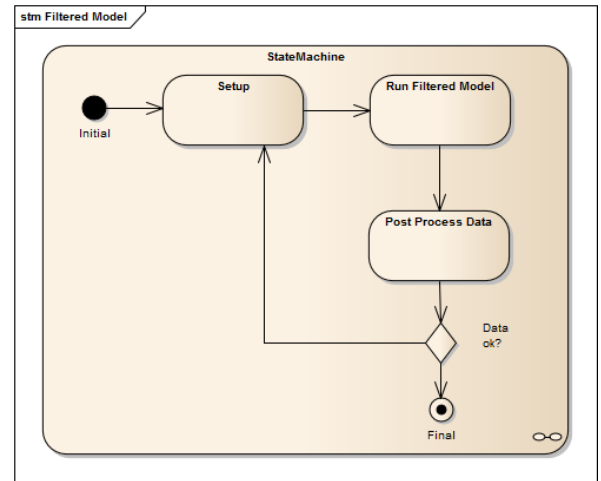 stm Filtered Model
StateMachine
Setup
Run Filtered Model
Initial
Post Process Data
Data
ok?
Final